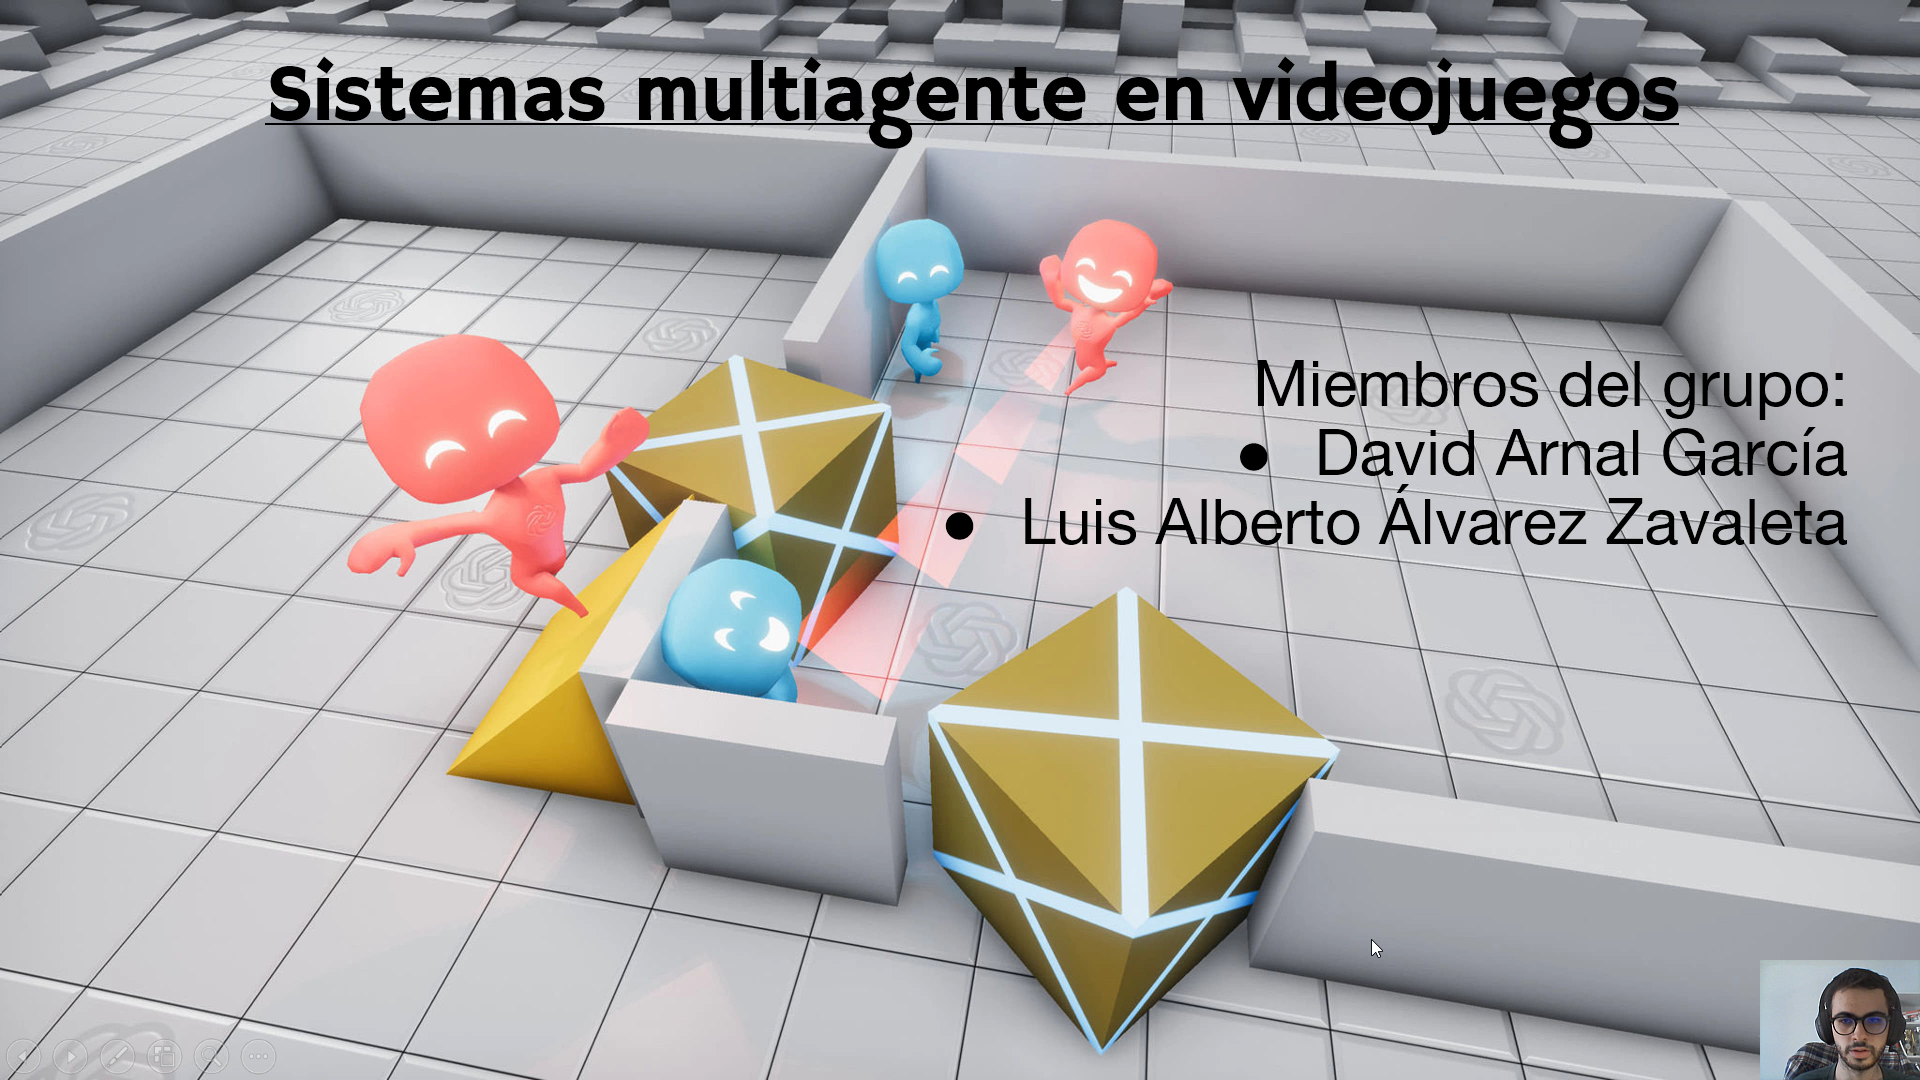 Sistemas multiagente en videojuegos
Miembros del grupo:
● David Arnal García
● Luis Alberto Álvarez Zavaleta